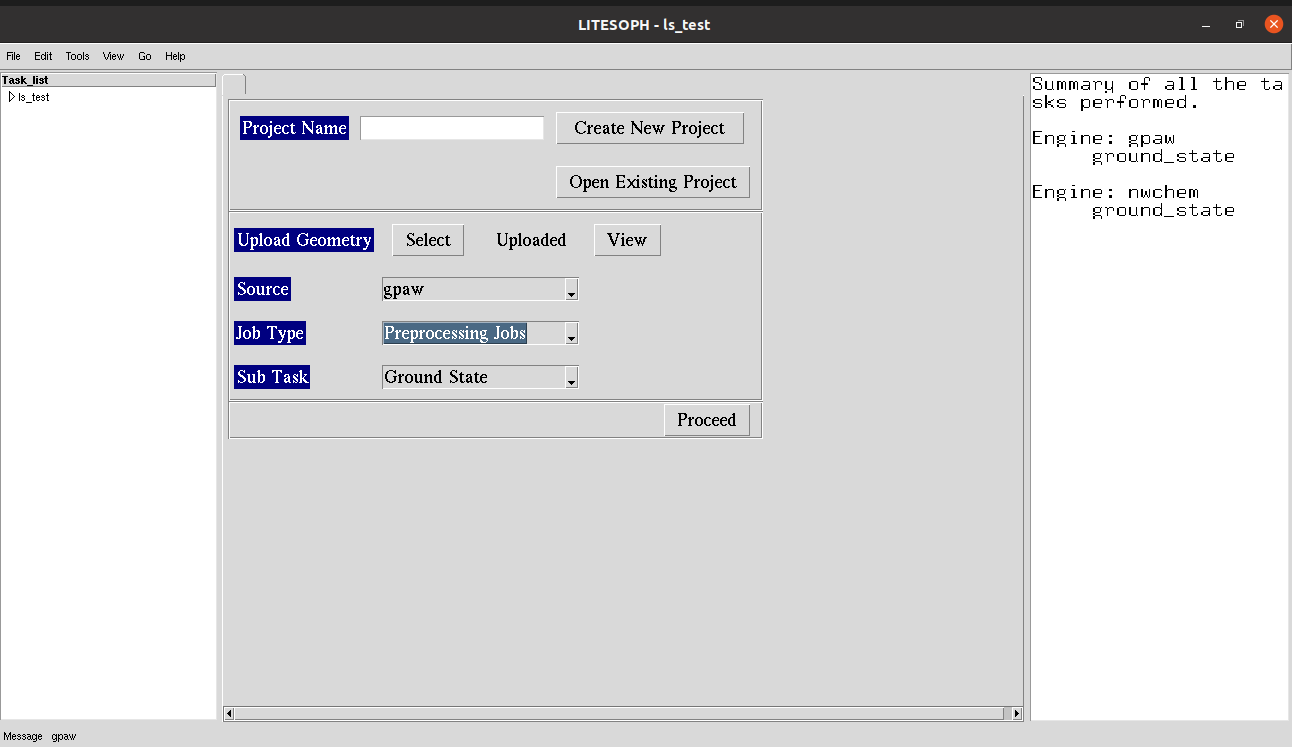 LITESOPH - ls_test
File Edit Tools View Go Help
Task_list
ls_test
Project Name
Create New Project
Open Existing Project
Upload Geometry Select Uploaded View
Source gpaw
Job Type Preprocessing Jobs
Sub Task Ground State
Proceed
Summary of all the ta
sks performed.
Engine: gpaw
ground_state
Engine: nwchem
ground_state
Message gpaw